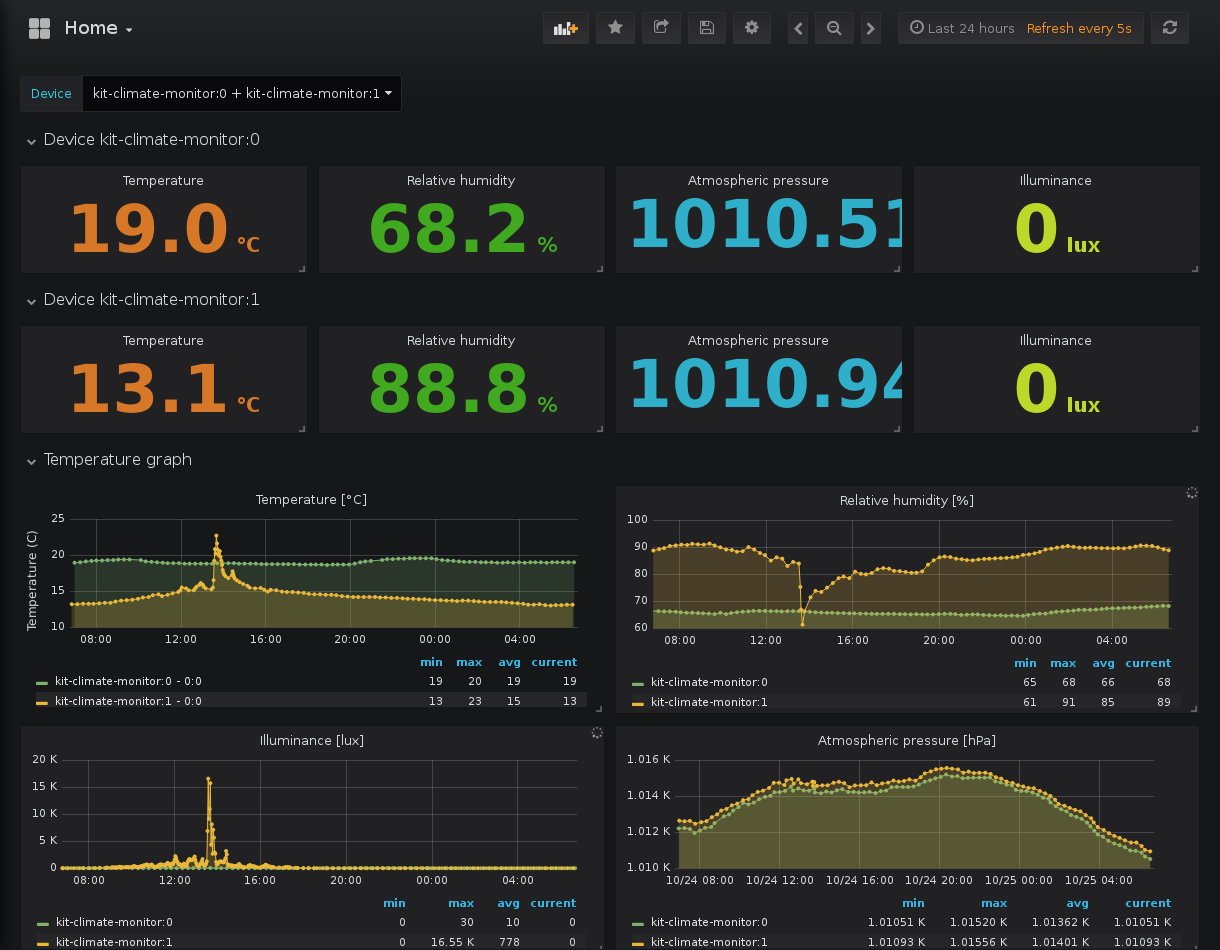 Home
Last 24 hours Refresh every 5s
Device kit-climate-monitor:0 + kit-climate-monitor:1
Device kit-climate-monitor:0
Temperature Relative humidity Atmospheric pressure Illuminance
19.0 °C 68.2 % 1010.51 0 lux
Device kit-climate-monitor:1
Temperature Relative humidity Atmospheric pressure Illuminance
13.1 °C 88.8 % 1010.94 0 lux
Temperature graph
Temperature [°C]
Temperature (C)
25
20
15
10
08:00 12:00 16:00 20:00 00:00 04:00
min max avg current
kit-climate-monitor:0 - 0:0 19 20 19 19
kit-climate-monitor:1 - 0:0 13 23 15 13
Relative humidity [%]
100
90
80
70
60
08:00 12:00 16:00 20:00 00:00 04:00
min max avg current
kit-climate-monitor:0 65 68 66 68
kit-climate-monitor:1 61 91 85 89
Illuminance [lux]
20 K
15 K
10 K
5 K
0
08:00 12:00 16:00 20:00 00:00 04:00
min max avg current
kit-climate-monitor:0 0 30 10 0
kit-climate-monitor:1 0 16.55 K 778 0
Atmospheric pressure [hPa]
1.016 K
1.014 K
1.012 K
1.010 K
10/24 08:00 10/24 12:00 10/24 16:00 10/24 20:00 10/25 00:00 10/25 04:00
min max avg current
kit-climate-monitor:0 1.01051 K 1.01520 K 1.01362 K 1.01051 K
kit-climate-monitor:1 1.01093 K 1.01556 K 1.01401 K 1.01093 K